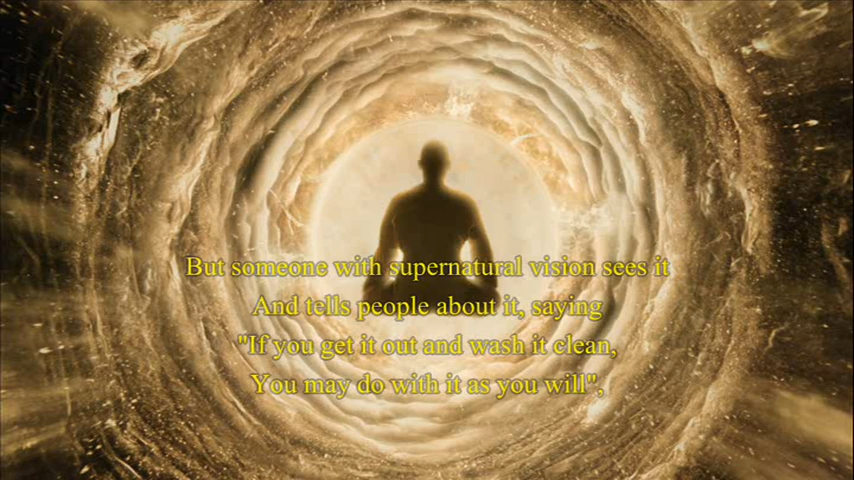 But someone with supernatural vision sees it
And tells people about it, saying
"If you get it out and wash it clean,
You may do with it as you will",